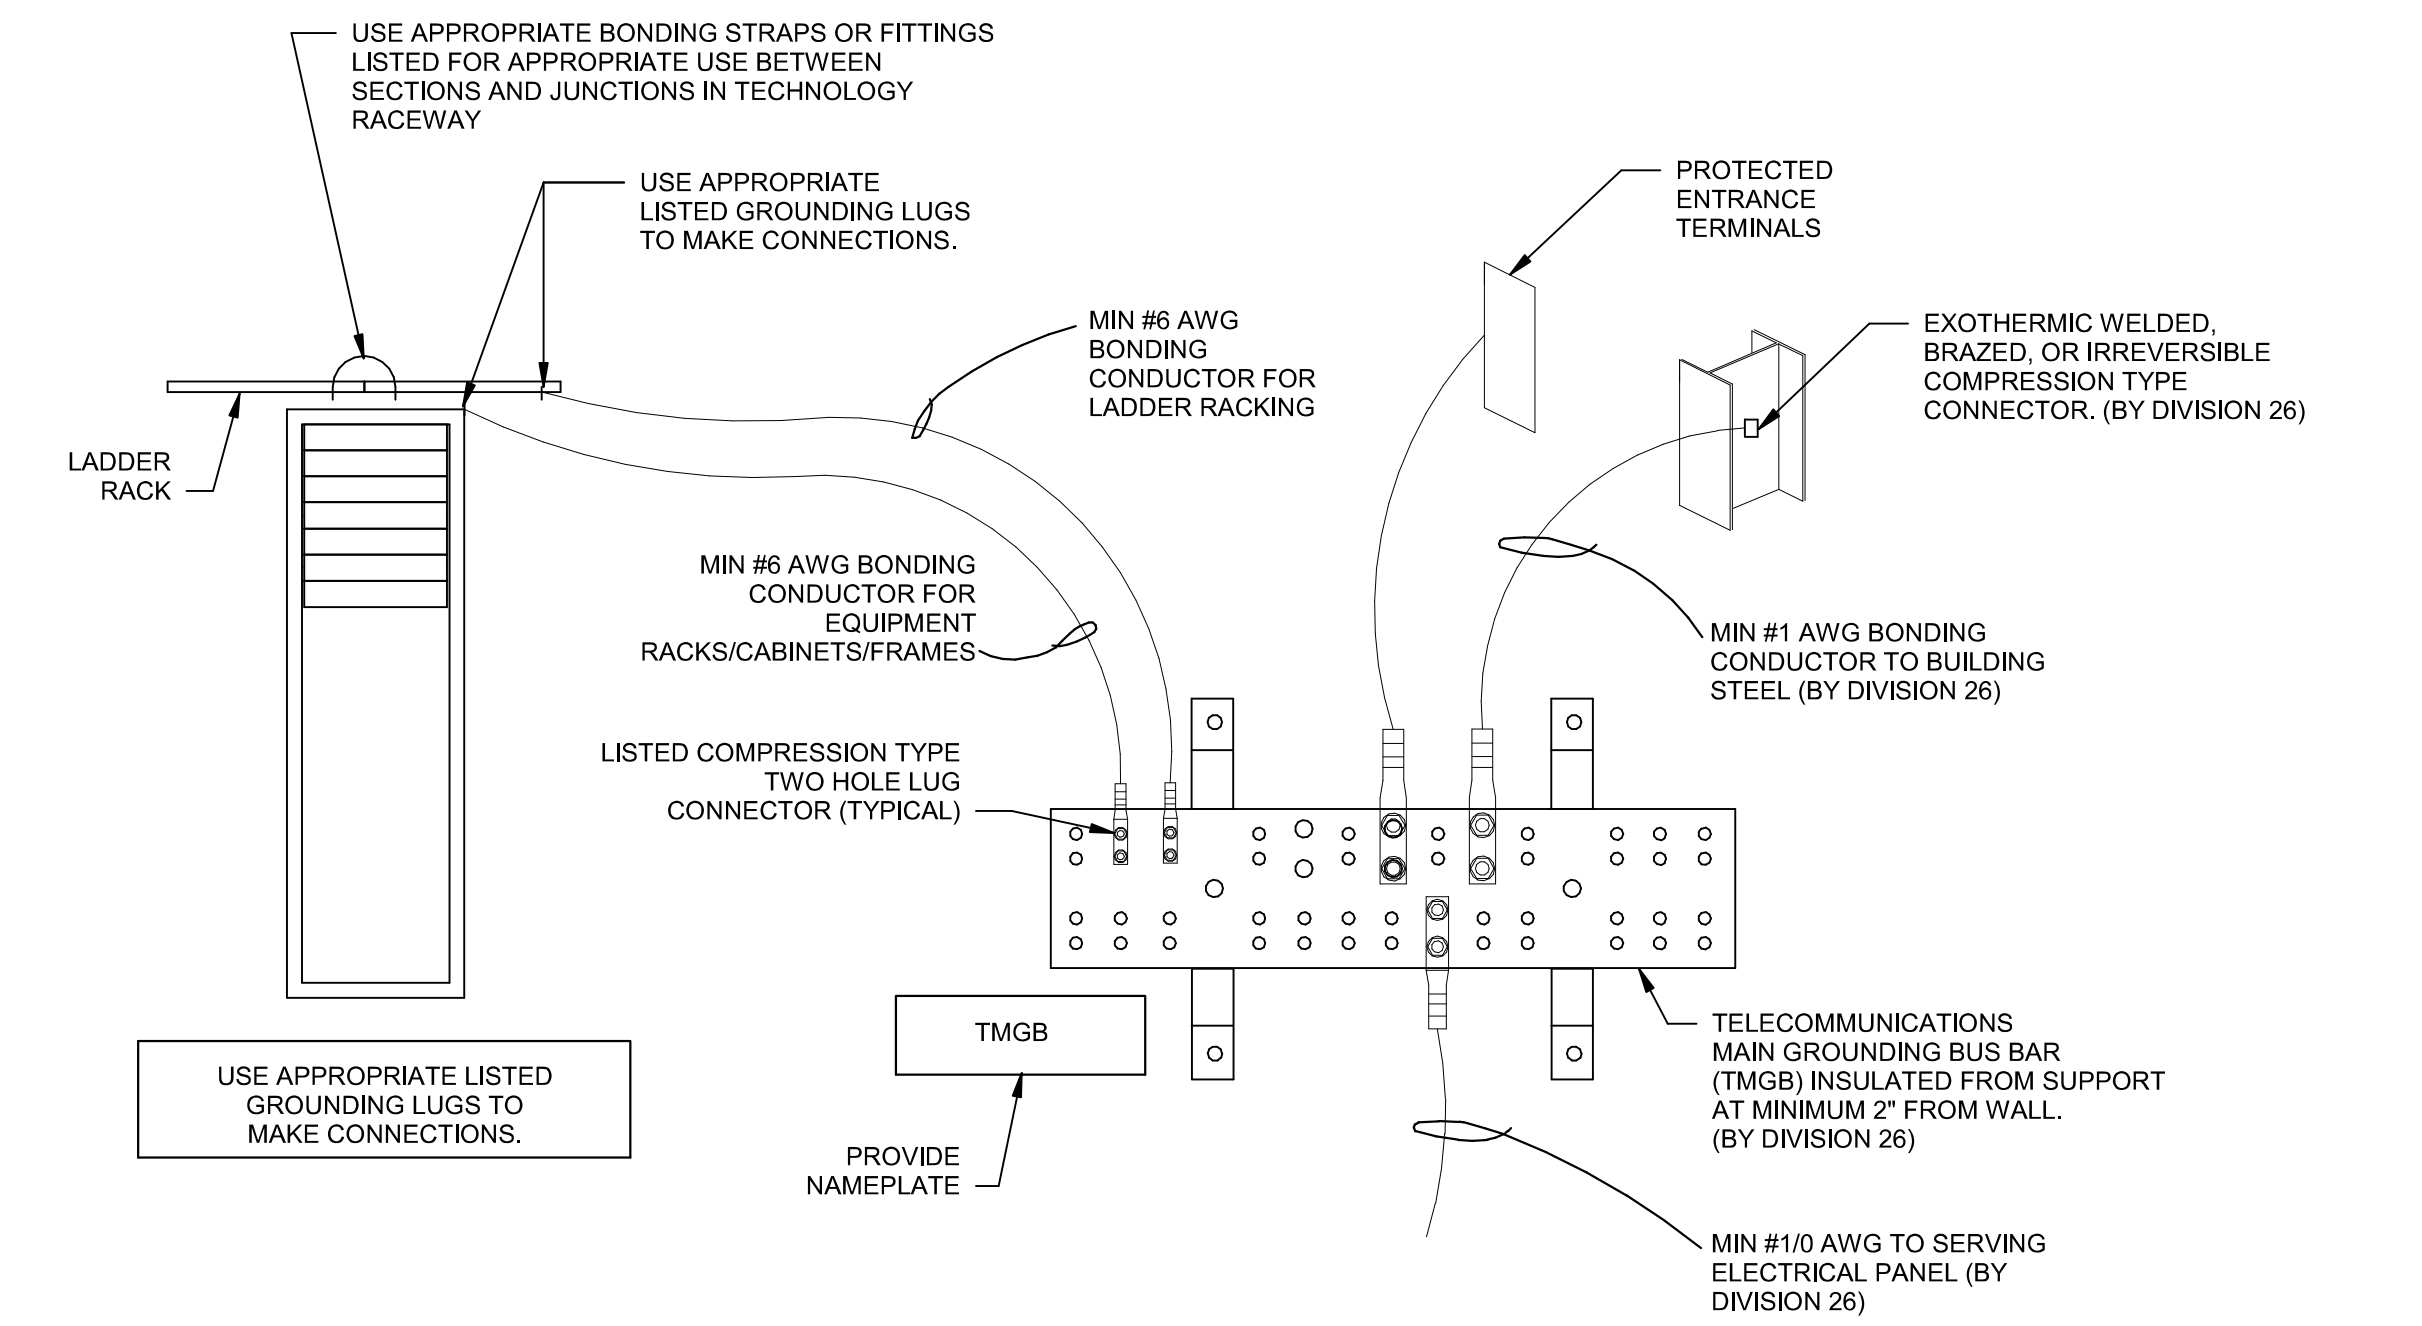 USE APPROPRIATE BONDING STRAPS OR FITTINGS
LISTED FOR APPROPRIATE USE BETWEEN
SECTIONS AND JUNCTIONS IN TECHNOLOGY
RACEWAY
USE APPROPRIATE
LISTED GROUNDING LUGS
TO MAKE CONNECTIONS.
PROTECTED
ENTRANCE
TERMINALS
MIN #6 AWG
BONDING
CONDUCTOR FOR
LADDER RACKING
EXOTHERMIC WELDED,
BRAZED, OR IRREVERSIBLE
COMPRESSION TYPE
CONNECTOR. (BY DIVISION 26)
LADDER
RACK
MIN #6 AWG BONDING
CONDUCTOR FOR
EQUIPMENT
RACKS/CABINETS/FRAMES
MIN #1 AWG BONDING
CONDUCTOR TO BUILDING
STEEL (BY DIVISION 26)
LISTED COMPRESSION TYPE
TWO HOLE LUG
CONNECTOR (TYPICAL)
TMGB
TELECOMMUNICATIONS
MAIN GROUNDING BUS BAR
(TMGB) INSULATED FROM SUPPORT
AT MINIMUM 2" FROM WALL.
(BY DIVISION 26)
USE APPROPRIATE LISTED
GROUNDING LUGS TO
MAKE CONNECTIONS.
PROVIDE
NAMEPLATE
MIN #1/0 AWG TO SERVING
ELECTRICAL PANEL (BY
DIVISION 26)